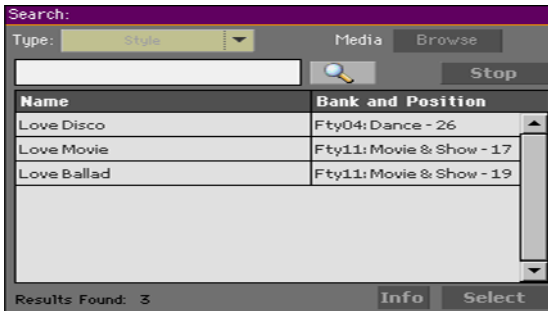 Search:
Type: Style Media Browse
Stop
Name Bank and Position
Love Disco Fty04: Dance - 26
Love Movie Fty11: Movie & Show - 17
Love Ballad Fty11: Movie & Show - 19
Results Found: 3 Info Select